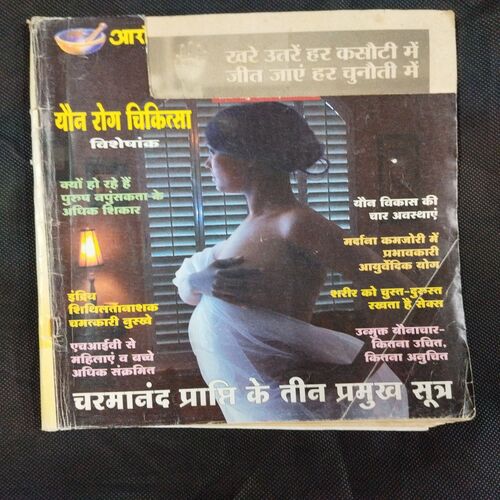 खरे उतरें हर कसौटी में
जीत जाएं हर चुनौती में
यौन रोग चिकित्सा
विशेषांक
क्यों हो रहे हैं
पुरुष नपुंसकता के
अधिक शिकार
यौन विकास की
चार अवस्थाएं
मर्दाना कमजोरी में
प्रभावकारी
आयुर्वेदिक योग
इंद्रिय
शिथिलतानाशक
चमत्कारी नुस्खे
शरीर को चुस्त-दुरुस्त
रखता है सेक्स
एचआईवी से
महिलाएं व बच्चे
अधिक संक्रमित
उन्मुक्त यौनाचार-
कितना उचित,
कितना अनुचित
चरमानंद प्राप्ति के तीन प्रमुख सूत्र